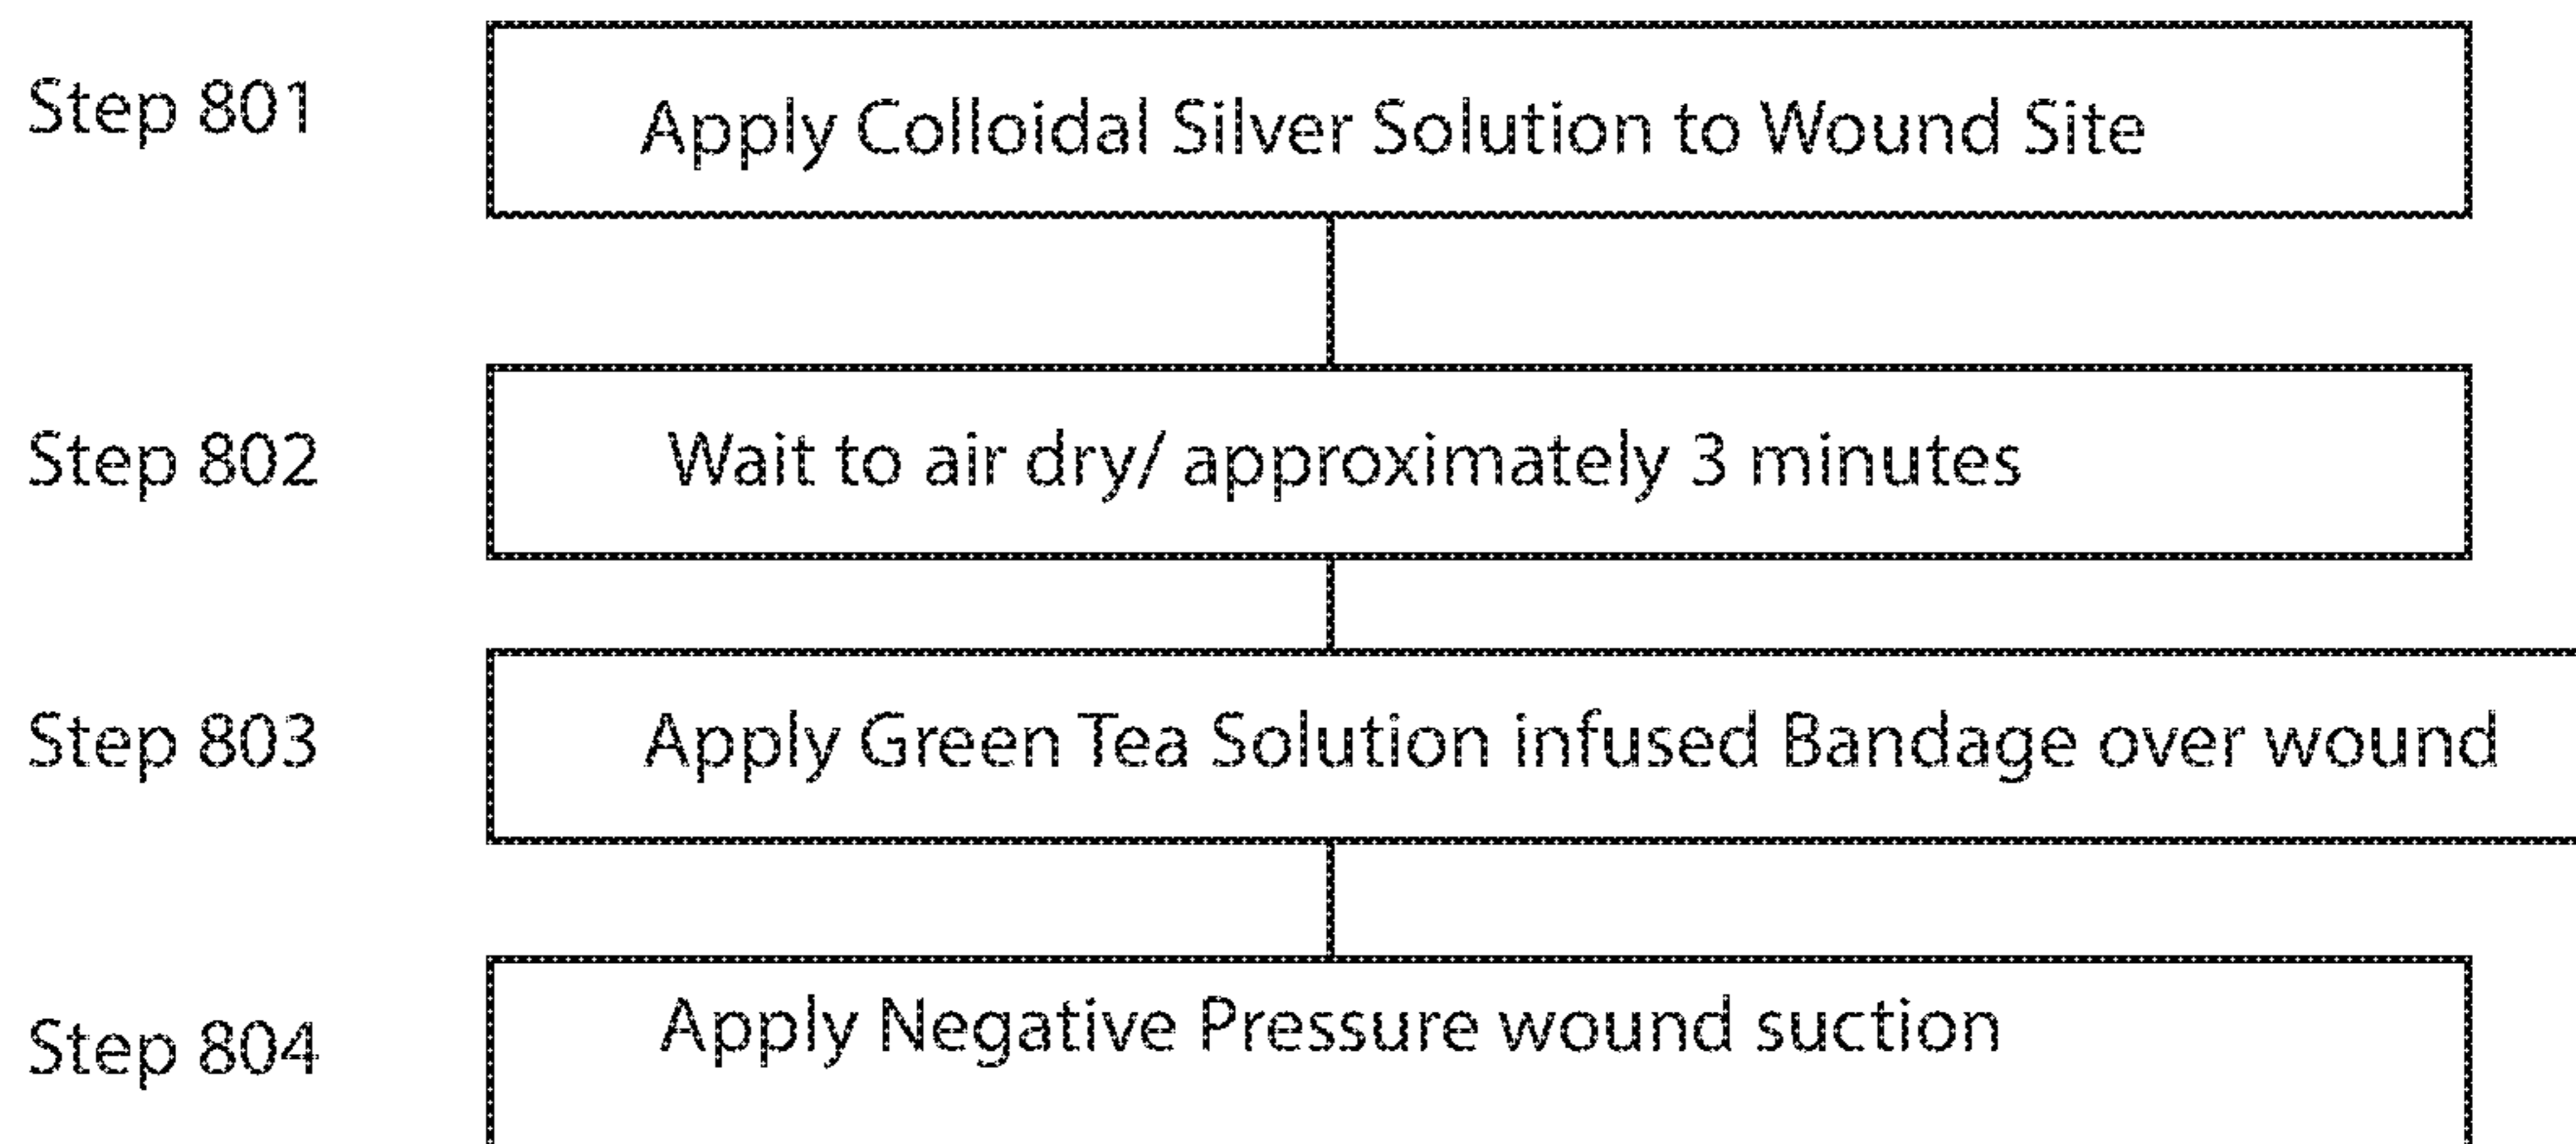 Step 801
Apply Colloidal Silver Solution to Wound Site
Step 802
Wait to air dry/ approximately 3 minutes
Step 803
Apply Green Tea Solution infused Bandage over wound
Step 804
Apply Negative Pressure wound suction